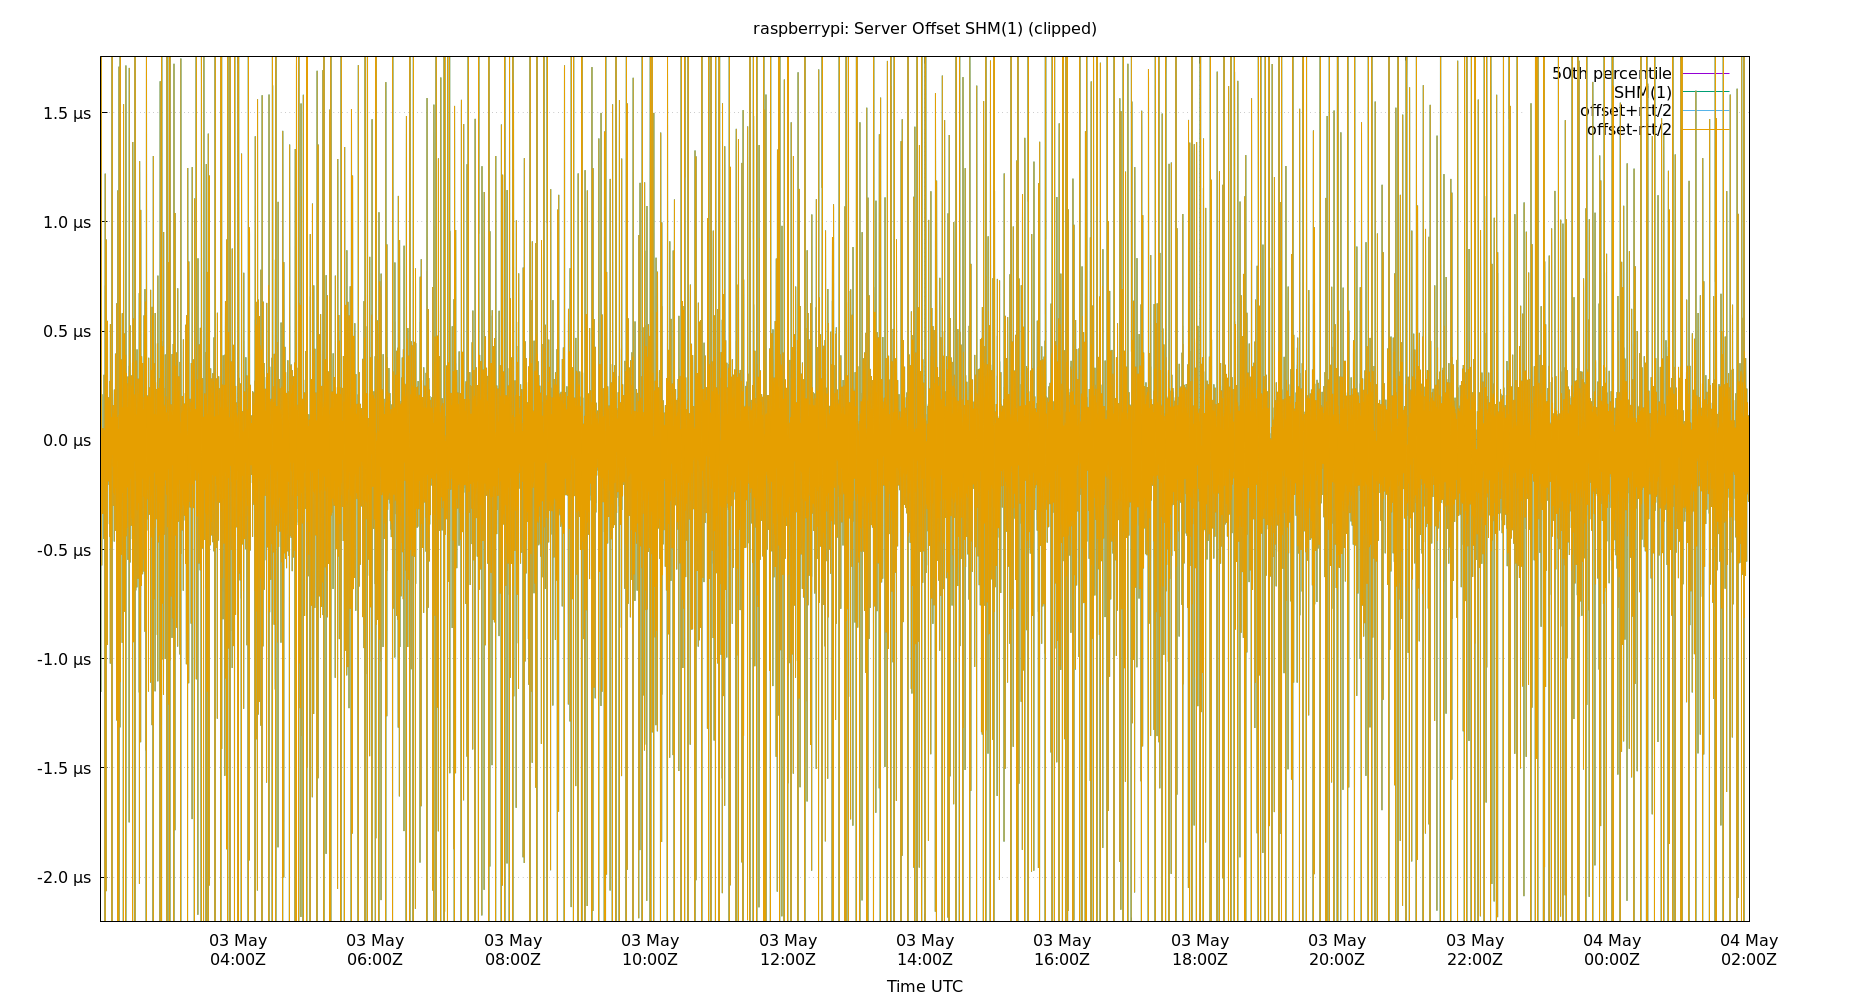 raspberrypi: Server Offset SHM(1) (clipped)
50th percentile
SHM(1)
offset+rtt/2
offset-rtt/2
1.5 µs
1.0 µs
0.5 µs
0.0 µs
-0.5 µs
-1.0 µs
-1.5 µs
-2.0 µs
03 May 03 May 03 May 03 May 03 May 03 May 03 May 03 May 03 May 03 May 04 May 04 May
04:00Z 06:00Z 08:00Z 10:00Z 12:00Z 14:00Z 16:00Z 18:00Z 20:00Z 22:00Z 00:00Z 02:00Z
Time UTC